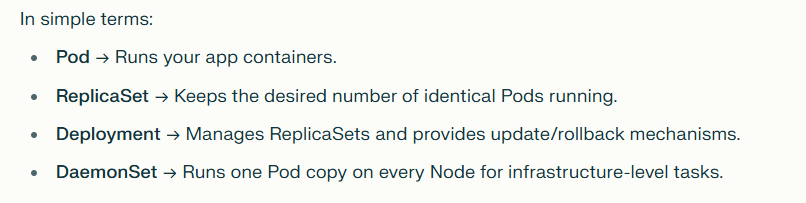 In simple terms:
• Pod → Runs your app containers.
• ReplicaSet → Keeps the desired number of identical Pods running.
• Deployment → Manages ReplicaSets and provides update/rollback mechanisms.
• DaemonSet → Runs one Pod copy on every Node for infrastructure-level tasks.